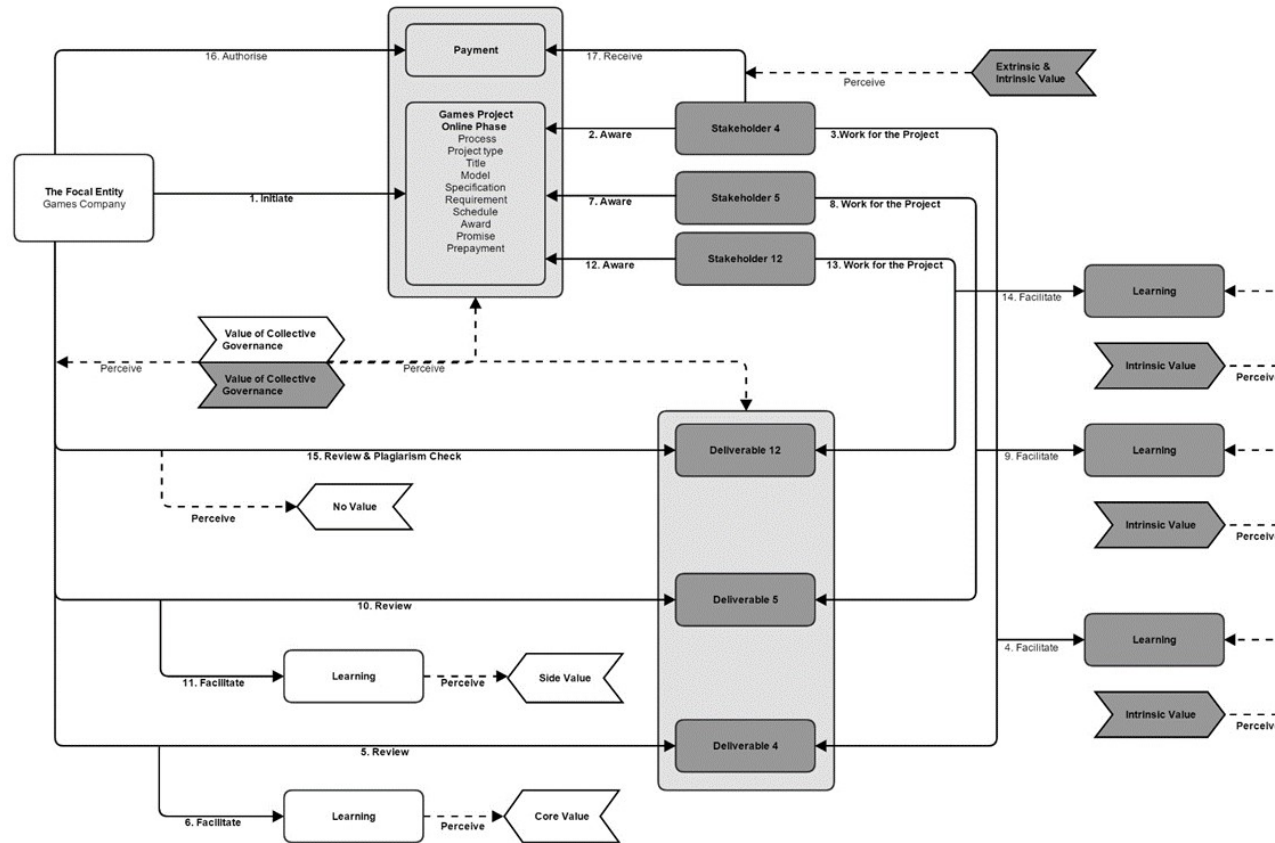 16. Authorise
Payment
17. Receive
Perceive
Extrinsic &
Intrinsic Value
Games Project
Online Phase
Process
Project type
Title
Model
Specification
Requirement
Schedule
Award
Promise
Prepayment
2. Aware
Stakeholder 4
3.Work for the Project
The Focal Entity
Games Company
1. Initiate
7. Aware
Stakeholder 5
8. Work for the Project
12. Aware
Stakeholder 12
13. Work for the Project
14. Facilitate
Learning
Value of Collective
Governance
Perceive
Perceive
Value of Collective
Governance
Intrinsic Value
Perceive
15. Review & Plagiarism Check
Deliverable 12
9. Facilitate
Learning
No Value
Perceive
Intrinsic Value
Perceive
10. Review
Deliverable 5
11. Facilitate
Learning
Perceive
Side Value
4. Facilitate
Learning
Intrinsic Value
Perceive
5. Review
Deliverable 4
6. Facilitate
Learning
Perceive
Core Value